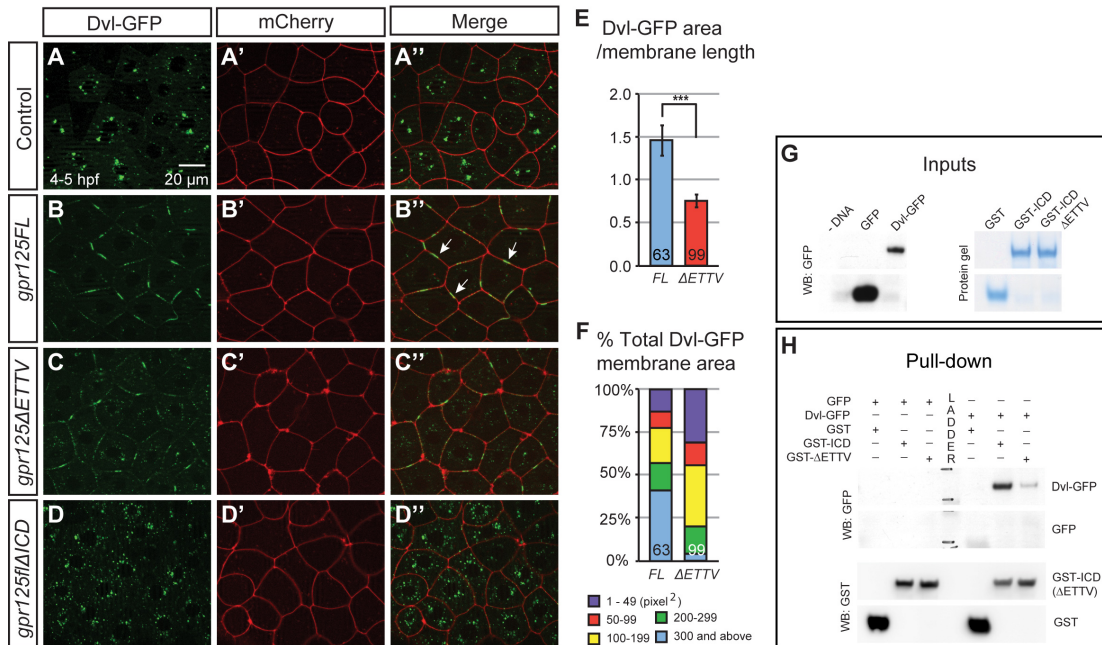 Dvl-GFP
mCherry
Merge
Control
A
4-5 hpf
20 μm
A'
A''
gpr125FL
B
B'
B''
gpr125ΔETTV
C
C'
C''
gpr125flΔICD
D
D'
D''
E
Dvl-GFP area
/membrane length
2.0
1.5
1.0
0.5
0.0
***
63
99
FL
ΔETTV
F
% Total Dvl-GFP
membrane area
100%
75%
50%
25%
0%
63
99
FL
ΔETTV
1 - 49 (pixel²)
50-99
100-199
200-299
300 and above
G
Inputs
- DNA
GFP
Dvl-GFP
WB: GFP
GST
GST-ICD
GST-ICD
ΔETTV
Protein gel
H
Pull-down
GFP + + + – – –
Dvl-GFP – – – + + +
GST + – – + – –
GST-ICD – + – – + –
GST-ΔETTV – – + – – +
LADDER
WB: GFP
Dvl-GFP
GFP
WB: GST
GST-ICD
(ΔETTV)
GST